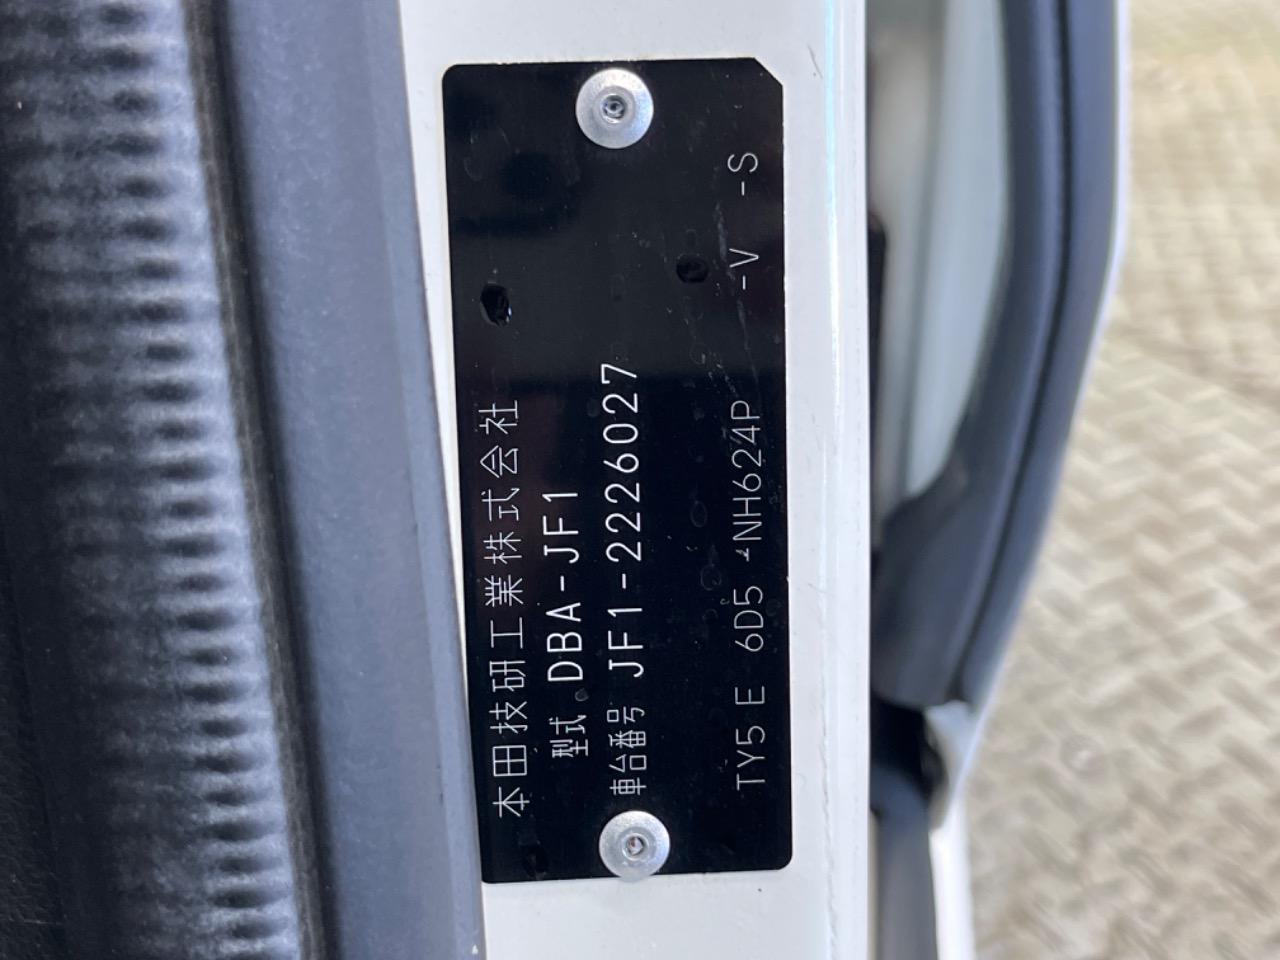 本田技研工業株式会社
型式 DBA-JF1
車台番号 JF1-2226027
TY5 E 6D5 -NH624P -V -S